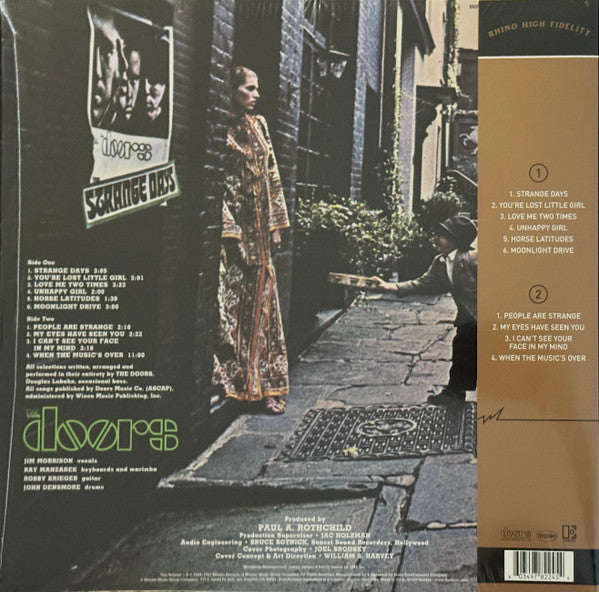 the doors
STRANGE DAYS
Side One
1. STRANGE DAYS 3:05
2. YOU'RE LOST LITTLE GIRL 3:01
3. LOVE ME TWO TIMES 3:23
4. UNHAPPY GIRL 2:00
5. HORSE LATITUDES 1:30
6. MOONLIGHT DRIVE 3:00
Side Two
1. PEOPLE ARE STRANGE 2:10
2. MY EYES HAVE SEEN YOU 2:22
3. I CAN'T SEE YOUR FACE
IN MY MIND 3:18
4. WHEN THE MUSIC'S OVER 11:00
All selections written, arranged and
performed in their entirety by THE DOORS.
Douglas Lubahn, occasional bass.
All songs published by Doors Music Co. (ASCAP),
administered by Wixen Music Publishing, Inc.
THE
doors
JIM MORRISON vocals
RAY MANZAREK keyboards and marimba
ROBBY KRIEGER guitar
JOHN DENSMORE drums
Produced by
PAUL A. ROTHCHILD
Production Supervisor • JAC HOLZMAN
Audio Engineering • BRUCE BOTNICK, Sunset Sound Recorders, Hollywood
Cover Photography • JOEL BRODSKY
Cover Concept & Art Direction • WILLIAM S. HARVEY
RHINO HIGH FIDELITY
1
1. STRANGE DAYS
2. YOU'RE LOST LITTLE GIRL
3. LOVE ME TWO TIMES
4. UNHAPPY GIRL
5. HORSE LATITUDES
6. MOONLIGHT DRIVE
2
1. PEOPLE ARE STRANGE
2. MY EYES HAVE SEEN YOU
3. I CAN'T SEE YOUR
FACE IN MY MIND
4. WHEN THE MUSIC'S OVER
RHINO
6 03497 82245 4